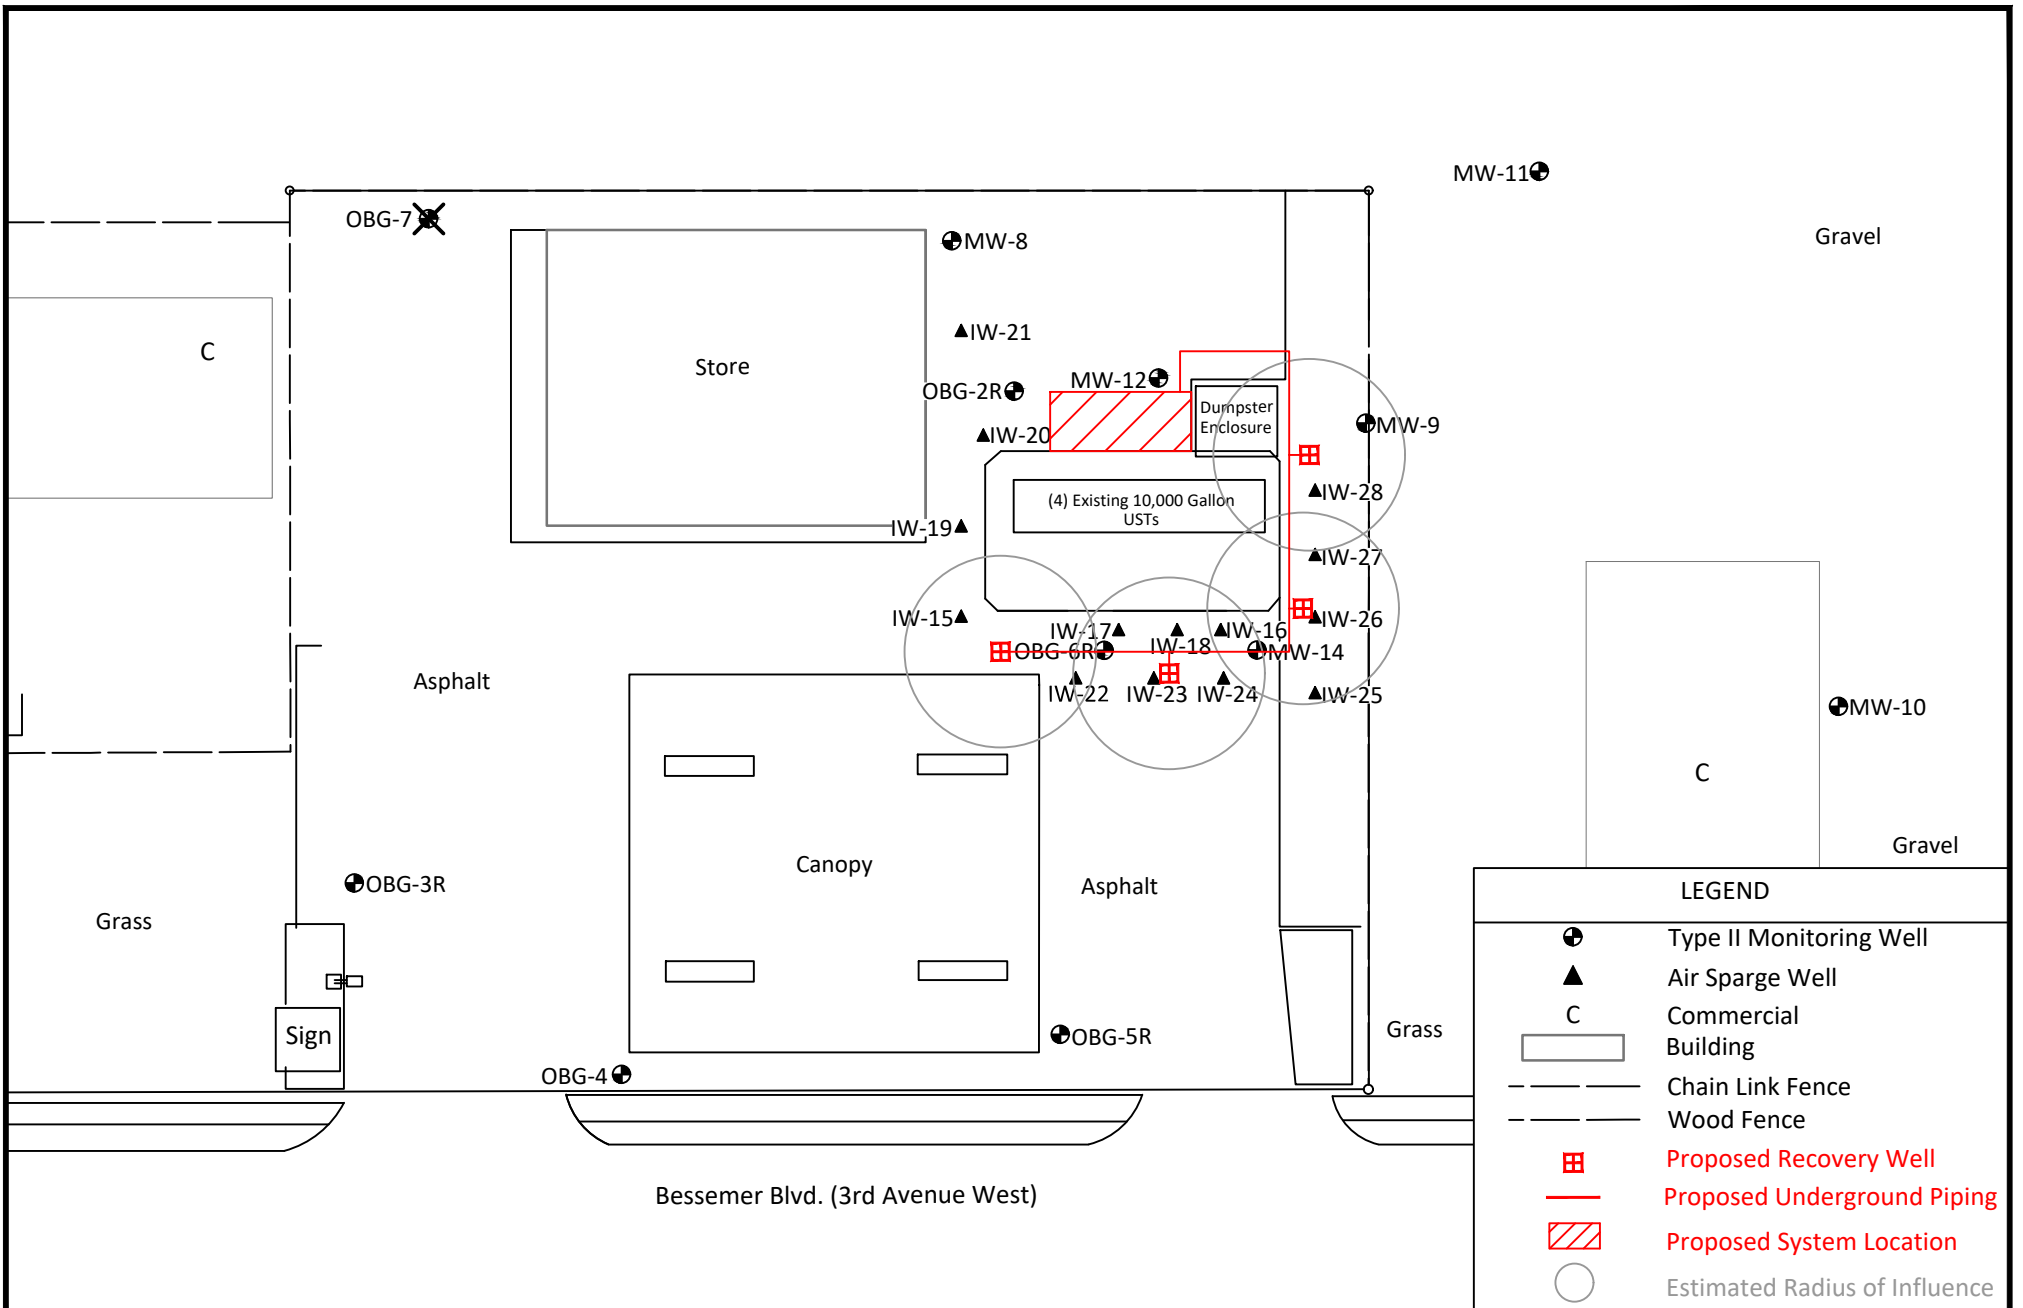 MW-11
OBG-7
Gravel
MW-8
IW-21
C
Store
MW-12
OBG-2R
Dumpster
Enclosure
MW-9
IW-20
(4) Existing 10,000 Gallon
USTs
IW-28
IW-19
IW-27
IW-15
IW-17
IW-18
IW-16
IW-26
OBG-6R
MW-14
Asphalt
IW-22
IW-23
IW-24
IW-25
MW-10
C
Canopy
Gravel
OBG-3R
Asphalt
Grass
Sign
OBG-5R
Grass
OBG-4
Bessemer Blvd. (3rd Avenue West)
LEGEND
Type II Monitoring Well
Air Sparge Well
C Commercial
Building
Chain Link Fence
Wood Fence
Proposed Recovery Well
Proposed Underground Piping
Proposed System Location
Estimated Radius of Influence